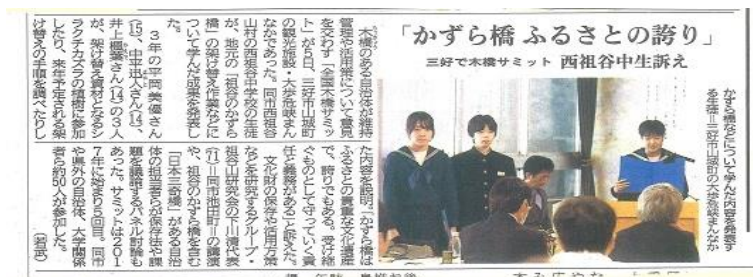 「かずら橋 ふるさとの誇り」
三好で木橋サミット 西祖谷中生訴え
木橋のある自治体が維持
管理や活用策について意見
を交わす「全国木橋サミッ
ト」が5日、三好市山城町
の観光施設・大歩危峡まん
なかであった。同市西祖谷
山村の西祖谷中学校の生徒
が、地元の「祖谷のかずら
橋」の架け替え作業などに
ついて学んだ成果を発表し
た。
3年の平岡美優さん
(15)、中平迅人さん(14)、
井上楓葉さん(14)の3人
が、架け替え資材となるシ
ラクチカズラの植樹に参加
したり、来年予定される架
け替えの手順を調べたりし
た内容を説明。「かずら橋は
ふるさとの貴重な文化遺産
で、誇りでもある。受け継
ぐものとして守っていく責
任と義務がある」と訴えた。
文化財の保存や活用方策
などを研究するグループ・
祖谷山研究会の下川清代表
(71)=同市池田町=の講演
や、祖谷のかずら橋を含む
「日本三奇橋」がある自治
体の担当者らが保存法や課
題を議論するパネル討論も
あった。サミットは201
7年に始まり5回目。同市
や県外の自治体、大学関係
者ら約50人が参加した。
かずら橋などについて学んだ内容を発表す
る生徒=三好市山城町の大歩危峡まんなか